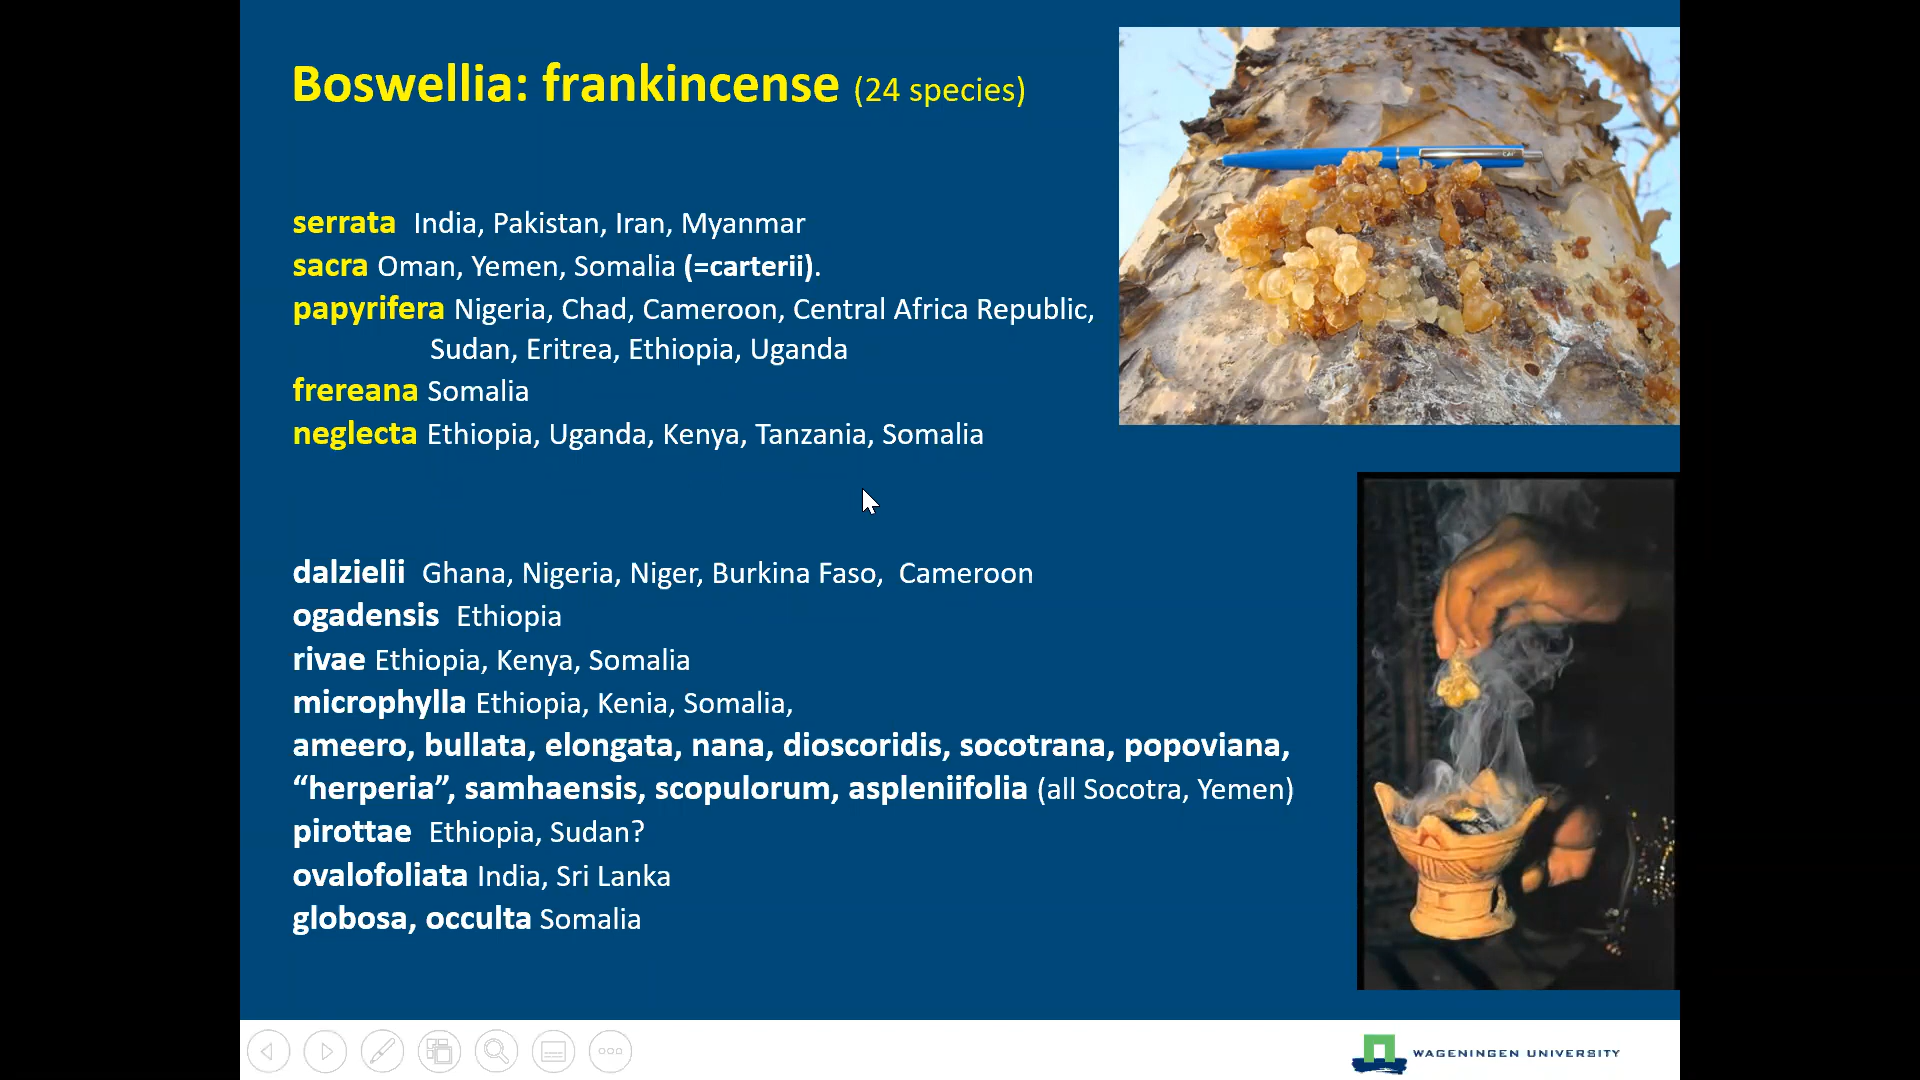 Boswellia: frankincense (24 species)
serrata India, Pakistan, Iran, Myanmar
sacra Oman, Yemen, Somalia (=carterii).
papyrifera Nigeria, Chad, Cameroon, Central Africa Republic,
Sudan, Eritrea, Ethiopia, Uganda
frereana Somalia
neglecta Ethiopia, Uganda, Kenya, Tanzania, Somalia
dalzielii Ghana, Nigeria, Niger, Burkina Faso, Cameroon
ogadensis Ethiopia
rivae Ethiopia, Kenya, Somalia
microphylla Ethiopia, Kenia, Somalia,
ameero, bullata, elongata, nana, dioscoridis, socotrana, popoviana,
“herperia”, samhaensis, scopulorum, aspleniifolia (all Socotra, Yemen)
pirottae Ethiopia, Sudan?
ovalofoliata India, Sri Lanka
globosa, occulta Somalia
WAGENINGEN UNIVERSITY